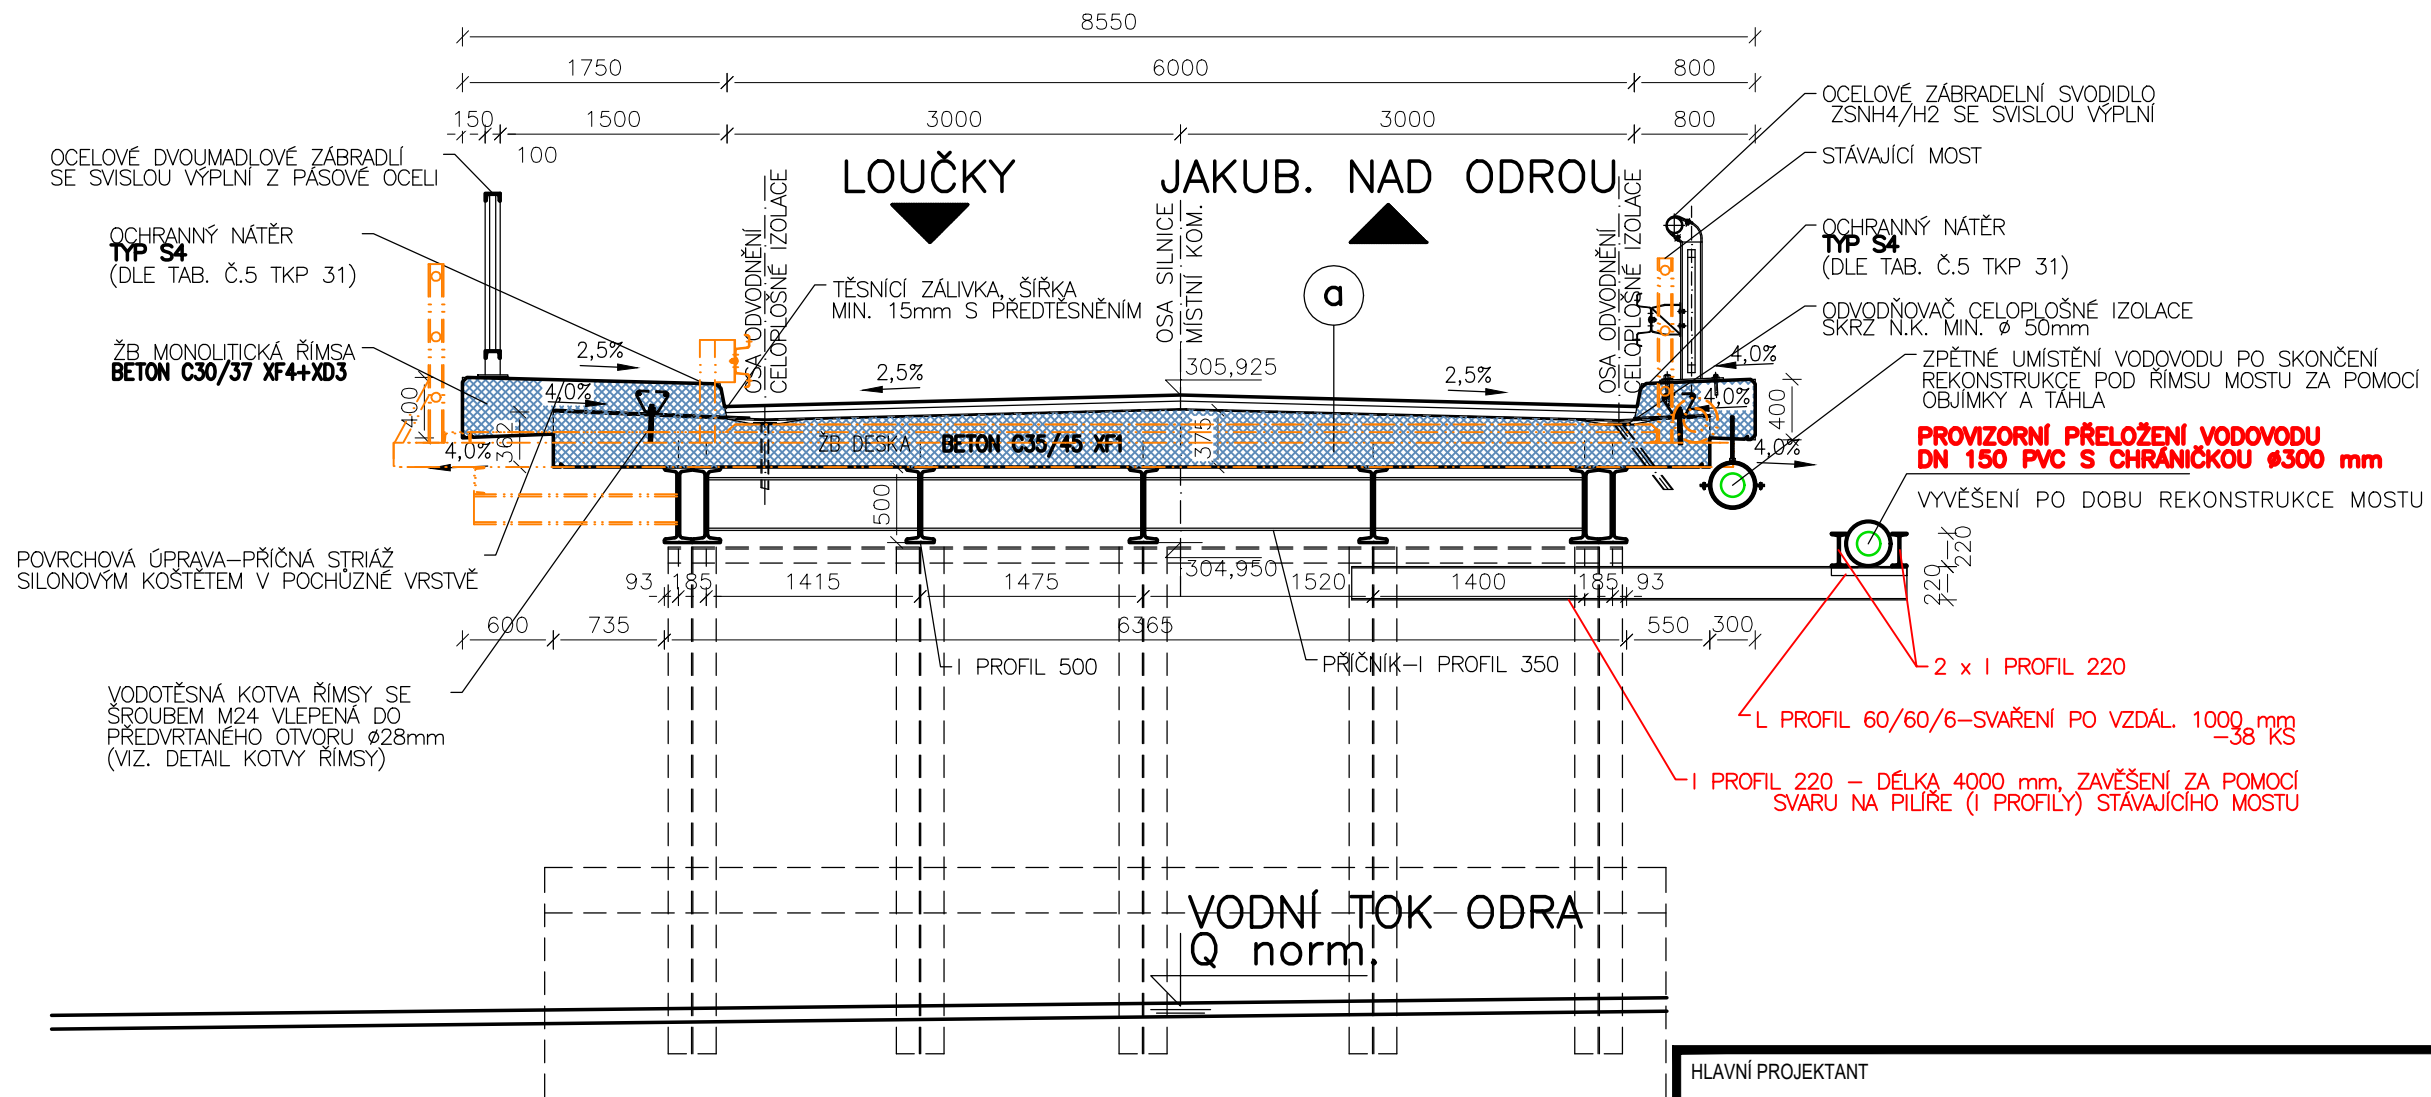 8550
1750
6000
800
150
1500
3000
3000
800
100
OCELOVÉ DVOUMADLOVÉ ZÁBRADLÍ
SE SVISLOU VÝPLNÍ Z PÁSOVÉ OCELI
OCHRANNÝ NÁTĚR
TYP S4
(DLE TAB. Č.5 TKP 31)
ŽB MONOLITICKÁ ŘÍMSA
BETON C30/37 XF4+XD3
LOUČKY
JAKUB. NAD ODROU
OSA ODVODNĚNÍ
CELOPLOŠNÉ IZOLACE
TĚSNÍCÍ ZÁLIVKA, ŠÍŘKA
MIN. 15mm S PŘEDTĚSNĚNÍM
OSA SILNICE
MÍSTNÍ KOM.
a
OSA ODVODNĚNÍ
CELOPLOŠNÉ IZOLACE
OCELOVÉ ZÁBRADELNÍ SVODIDLO
ZSNH4/H2 SE SVISLOU VÝPLNÍ
STÁVAJÍCÍ MOST
OCHRANNÝ NÁTĚR
TYP S4
(DLE TAB. Č.5 TKP 31)
ODVODŇOVAČ CELOPLOŠNÉ IZOLACE
SKRZ N.K. MIN. ø 50mm
ZPĚTNÉ UMÍSTĚNÍ VODOVODU PO SKONČENÍ
REKONSTRUKCE POD ŘÍMSU MOSTU ZA POMOCÍ
OBJÍMKY A TÁHLA
PROVIZORNÍ PŘELOŽENÍ VODOVODU
DN 150 PVC S CHRÁNIČKOU ø300 mm
VYVĚŠENÍ PO DOBU REKONSTRUKCE MOSTU
2,5%
4,0%
2,5%
305,925
2,5%
4,0%
4,0%
400
362
4,0%
ŽB DESKA
BETON C35/45 XF1
375
400
4,0%
500
304,950
220
220
POVRCHOVÁ ÚPRAVA–PŘÍČNÁ STRIÁŽ
SILONOVÝM KOŠTĚTEM V POCHŮZNÉ VRSTVĚ
93
185
1415
1475
1520
1400
185
93
600
735
6365
550
300
I PROFIL 500
PŘÍČNÍK–I PROFIL 350
2 x I PROFIL 220
VODOTĚSNÁ KOTVA ŘÍMSY SE
ŠROUBEM M24 VLEPENÁ DO
PŘEDVRTANÉHO OTVORU ø28mm
(VIZ. DETAIL KOTVY ŘÍMSY)
L PROFIL 60/60/6–SVAŘENÍ PO VZDÁL. 1000 mm
–38 KS
I PROFIL 220 – DÉLKA 4000 mm, ZAVĚŠENÍ ZA POMOCÍ
SVARU NA PILÍŘE (I PROFILY) STÁVAJÍCÍHO MOSTU
VODNÍ TOK ODRA
Q norm.
HLAVNÍ PROJEKTANT